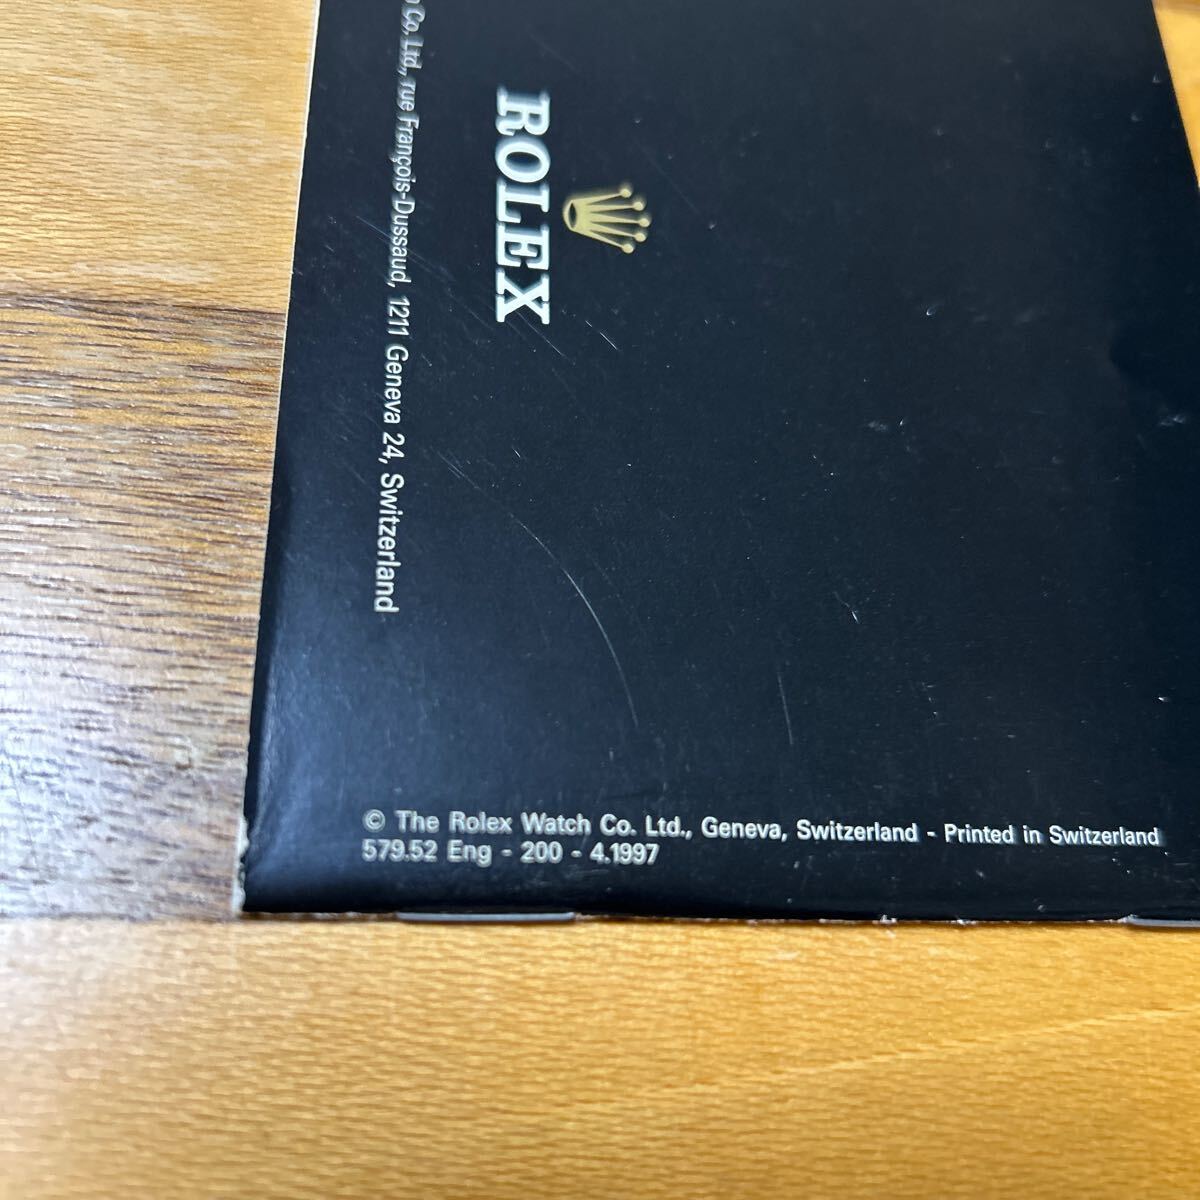 ROLEX
Co. Ltd, rue François-Dussaud, 1211 Geneva 24, Switzerland
© The Rolex Watch Co. Ltd., Geneva, Switzerland - Printed in Switzerland
579.52 Eng - 200 - 4.1997